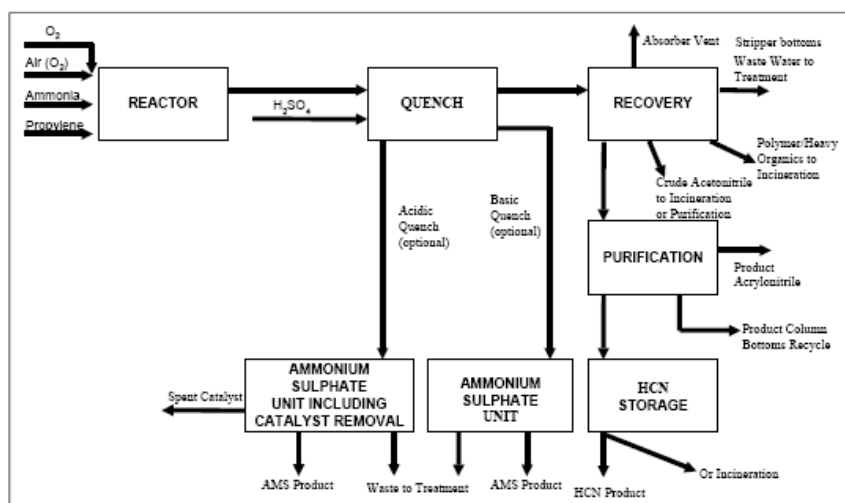 O2
Air (O2)
Ammonia
Propylene
REACTOR
H2SO4
QUENCH
Absorber Vent
Stripper bottoms
Waste Water to
Treatment
RECOVERY
Polymer/Heavy
Organics to
Incineration
Crude Acetonitrile
to Incineration
or Purification
Acidic
Quench
(optional)
Basic
Quench
(optional)
PURIFICATION
Product
Acrylonitrile
Product Column
Bottoms Recycle
Spent Catalyst
AMMONIUM
SULPHATE
UNIT INCLUDING
CATALYST REMOVAL
AMMONIUM
SULPHATE
UNIT
HCN
STORAGE
AMS Product
Waste to Treatment
AMS Product
HCN Product
Or Incineration